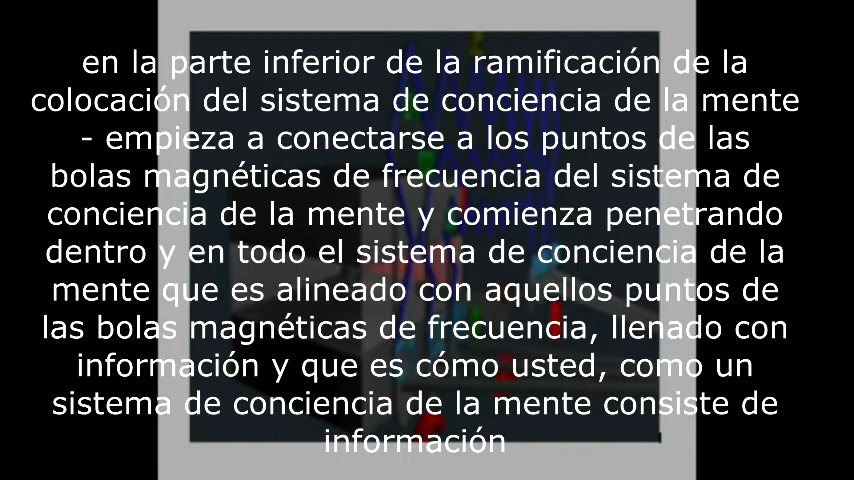 en la parte inferior de la ramificación de la
colocación del sistema de conciencia de la mente
- empieza a conectarse a los puntos de las
bolas magnéticas de frecuencia del sistema de
conciencia de la mente y comienza penetrando
dentro y en todo el sistema de conciencia de la
mente que es alineado con aquellos puntos de
las bolas magnéticas de frecuencia, llenado con
información y que es cómo usted, como un
sistema de conciencia de la mente consiste de
información